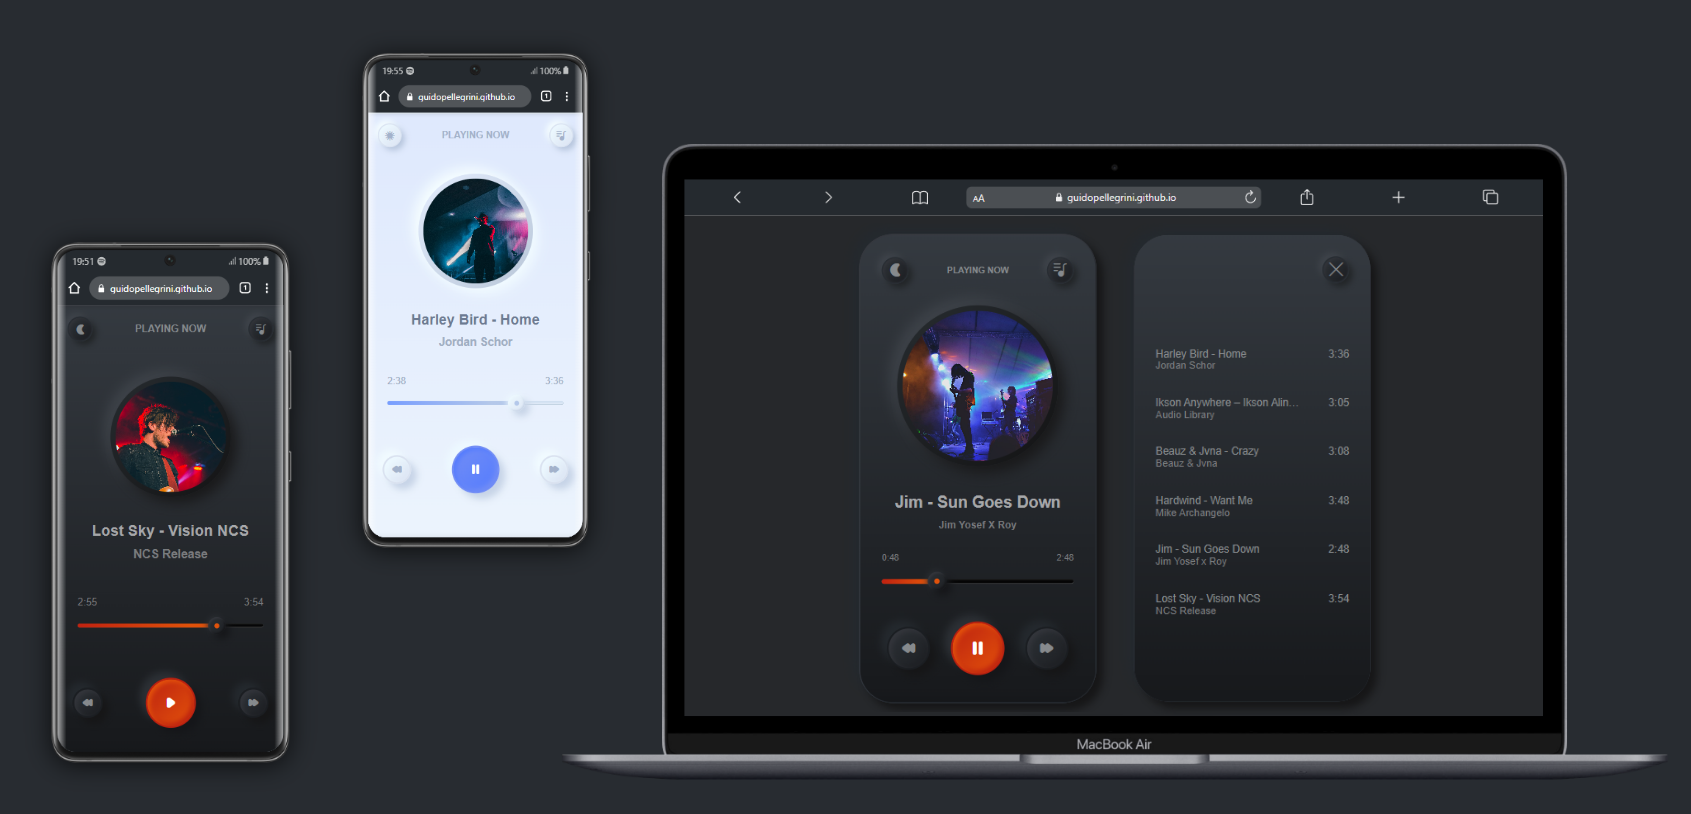 19:51
100%
guidopellegrini.github.io
1
PLAYING NOW
Lost Sky - Vision NCS
NCS Release
2:55
3:54
19:55
100%
guidopellegrini.github.io
1
PLAYING NOW
Harley Bird - Home
Jordan Schor
2:38
3:36
AA
guidopellegrini.github.io
PLAYING NOW
Jim - Sun Goes Down
Jim Yosef X Roy
0:48
2:48
Harley Bird - Home 3:36
Jordan Schor
Ikson Anywhere – Ikson Alin... 3:05
Audio Library
Beauz & Jvna - Crazy 3:08
Beauz & Jvna
Hardwind - Want Me 3:48
Mike Archangelo
Jim - Sun Goes Down 2:48
Jim Yosef x Roy
Lost Sky - Vision NCS 3:54
NCS Release
MacBook Air